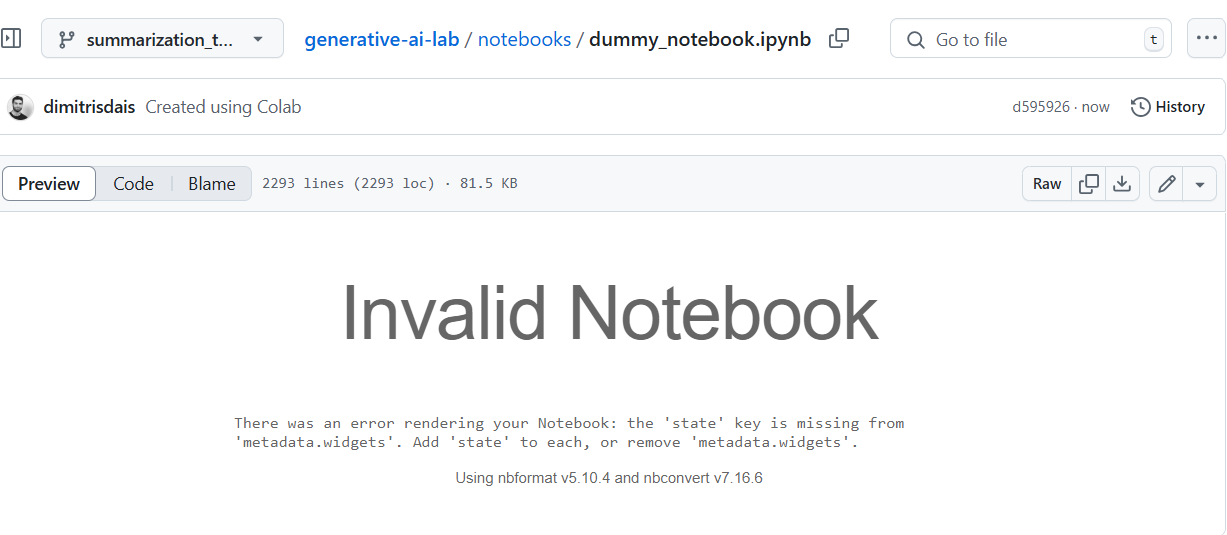 summarization_t... generative-ai-lab / notebooks / dummy_notebook.ipynb Go to file t
dimitrisdais Created using Colab d595926 · now History
Preview Code Blame 2293 lines (2293 loc) · 81.5 KB Raw
Invalid Notebook
There was an error rendering your Notebook: the 'state' key is missing from
'metadata.widgets'. Add 'state' to each, or remove 'metadata.widgets'.
Using nbformat v5.10.4 and nbconvert v7.16.6